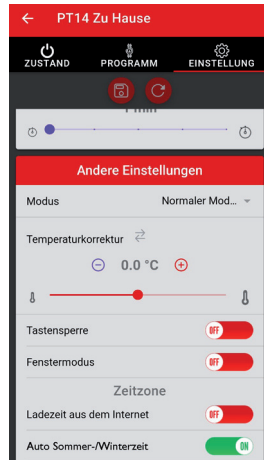 PT14 Zu Hause
ZUSTAND PROGRAMM EINSTELLUNG
Andere Einstellungen
Modus Normaler Mod...
Temperaturkorrektur
0.0 °C
Tastensperre OFF
Fenstermodus OFF
Zeitzone
Ladezeit aus dem Internet OFF
Auto Sommer-/Winterzeit ON